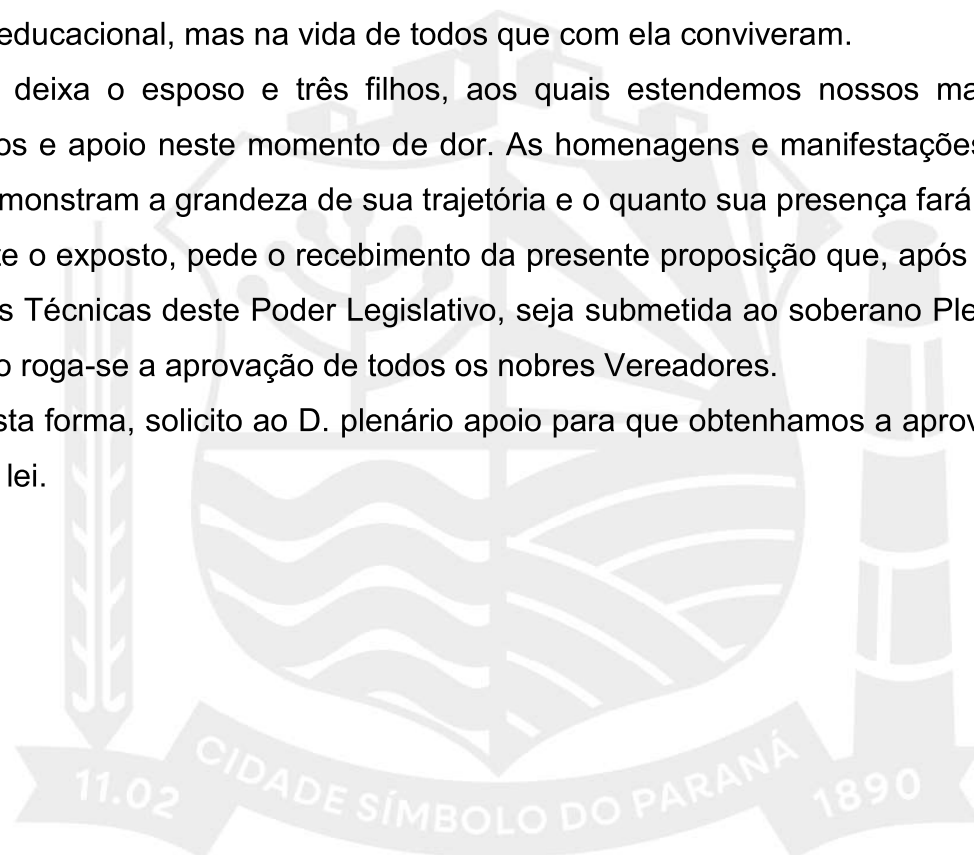 educacional, mas na vida de todos que com ela conviveram.
deixa o esposo e três filhos, aos quais estendemos nossos ma
os e apoio neste momento de dor. As homenagens e manifestações
monstram a grandeza de sua trajetória e o quanto sua presença fará
te o exposto, pede o recebimento da presente proposição que, após
s Técnicas deste Poder Legislativo, seja submetida ao soberano Ple
o roga-se a aprovação de todos os nobres Vereadores.
sta forma, solicito ao D. plenário apoio para que obtenhamos a aprov
lei.
11.02 CIDADE SÍMBOLO DO PARANÁ 1890